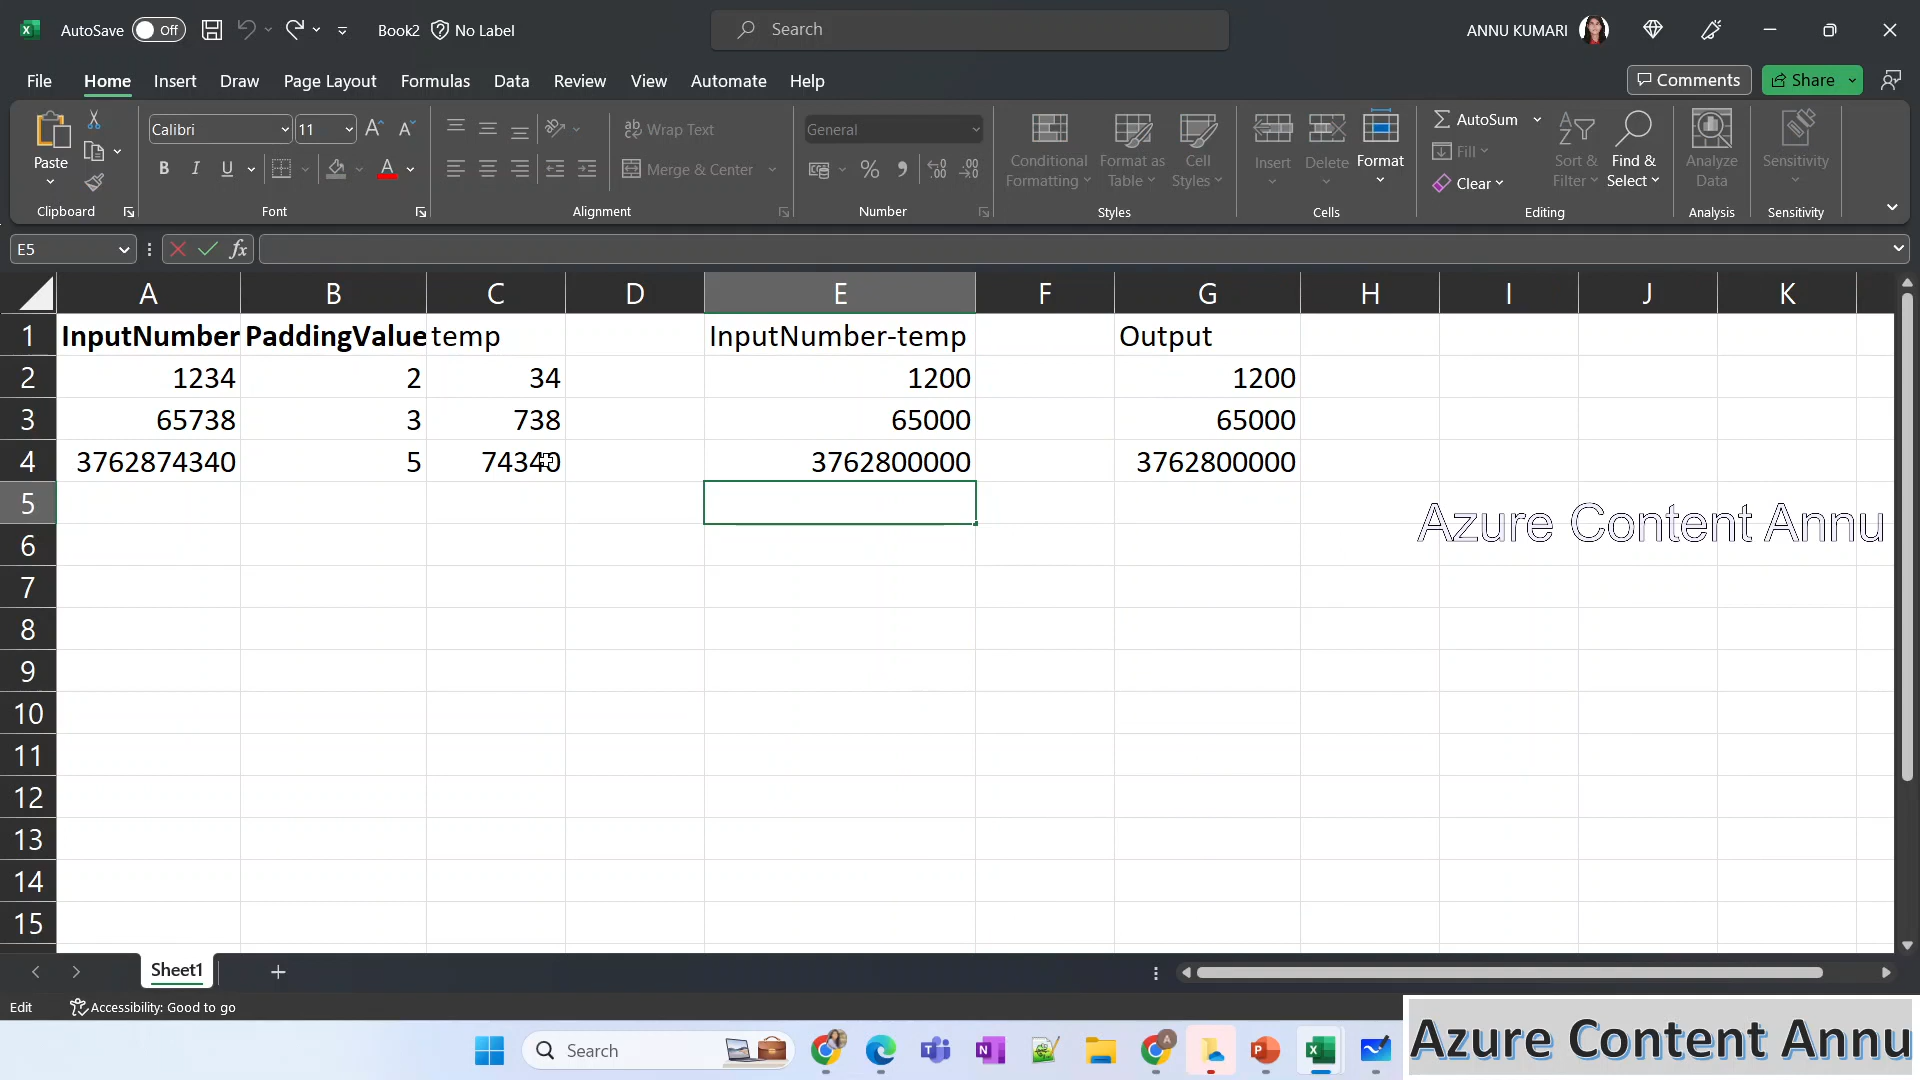 AutoSave Off Book2 No Label Search ANNU KUMARI
File Home Insert Draw Page Layout Formulas Data Review View Automate Help Comments Share
Paste
Clipboard
Calibri 11
B I U A
Font
Wrap Text
Merge & Center
Alignment
General
%
Number
Conditional Formatting
Format as Table
Cell Styles
Styles
Insert
Delete
Format
Cells
AutoSum
Fill
Clear
Sort & Filter
Find & Select
Editing
Analyze Data
Analysis
Sensitivity
Sensitivity
E5 fx
A B C D E F G H I J K
1 InputNumber PaddingValue temp InputNumber-temp Output
2 1234 2 34 1200 1200
3 65738 3 738 65000 65000
4 3762874340 5 74340 3762800000 3762800000
5
Azure Content Annu
6
7
8
9
10
11
12
13
14
15
Sheet1
Edit Accessibility: Good to go
Search
Azure Content Annu